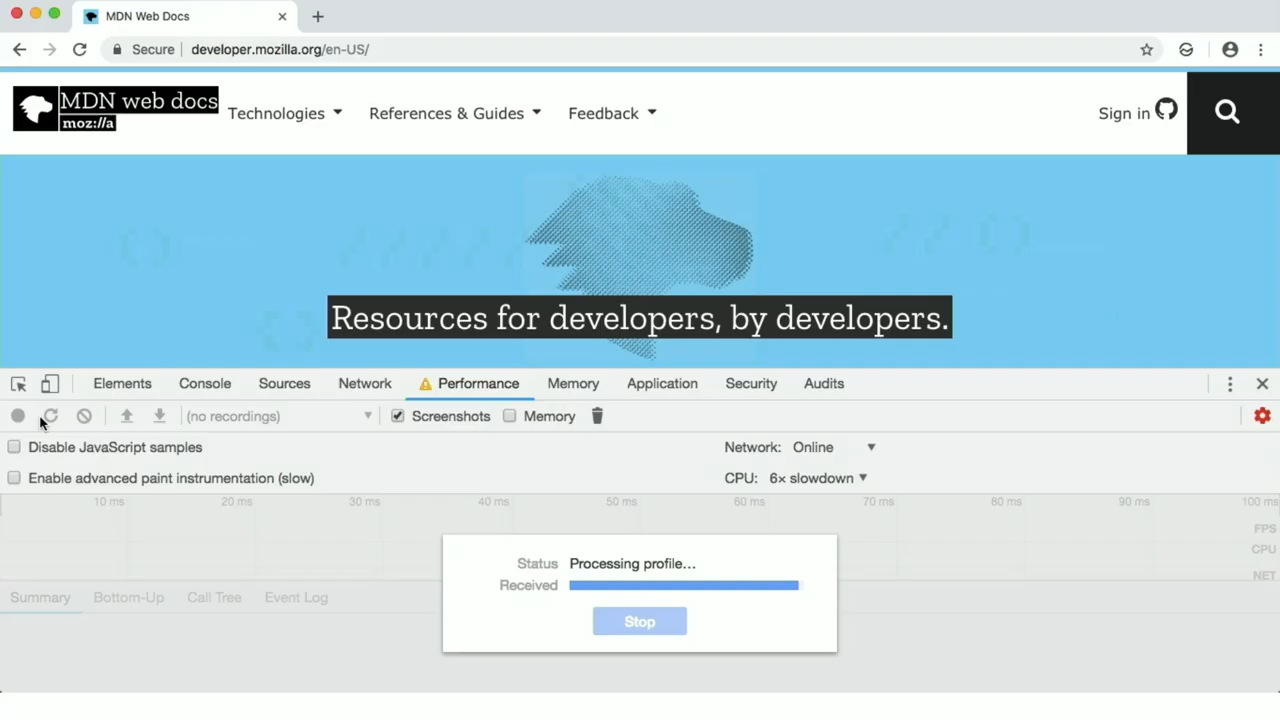 MDN Web Docs
Secure developer.mozilla.org/en-US/
MDN web docs
moz://a
Technologies References & Guides Feedback Sign in
Resources for developers, by developers.
Elements Console Sources Network Performance Memory Application Security Audits
(no recordings) Screenshots Memory
Disable JavaScript samples Network: Online
Enable advanced paint instrumentation (slow) CPU: 6× slowdown
10 ms 20 ms 30 ms 40 ms 50 ms 60 ms 70 ms 80 ms 90 ms 100 ms
FPS
CPU
NET
Status Processing profile…
Received
Stop
Summary Bottom-Up Call Tree Event Log